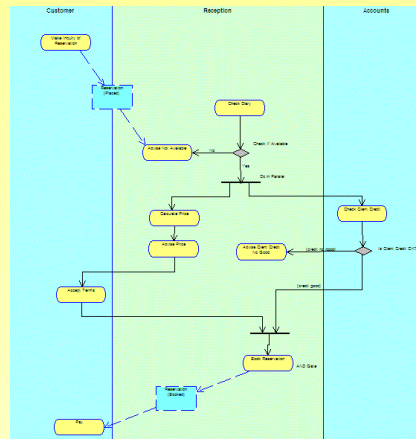 Customer
Reception
Accounts
Make Inquiry of
Reservation
Reservation
(Placed)
Check Diary
Check if Available
Advise Not Available
No
Yes
Do in Parallel
Calculate Price
Check Client Credit
Advise Price
Advise Client Credit
No Good
(credit no good)
Is Client Credit OK?
Accept Terms
(credit good)
Book Reservation
AND Gate
Reservation
(Booked)
Pay